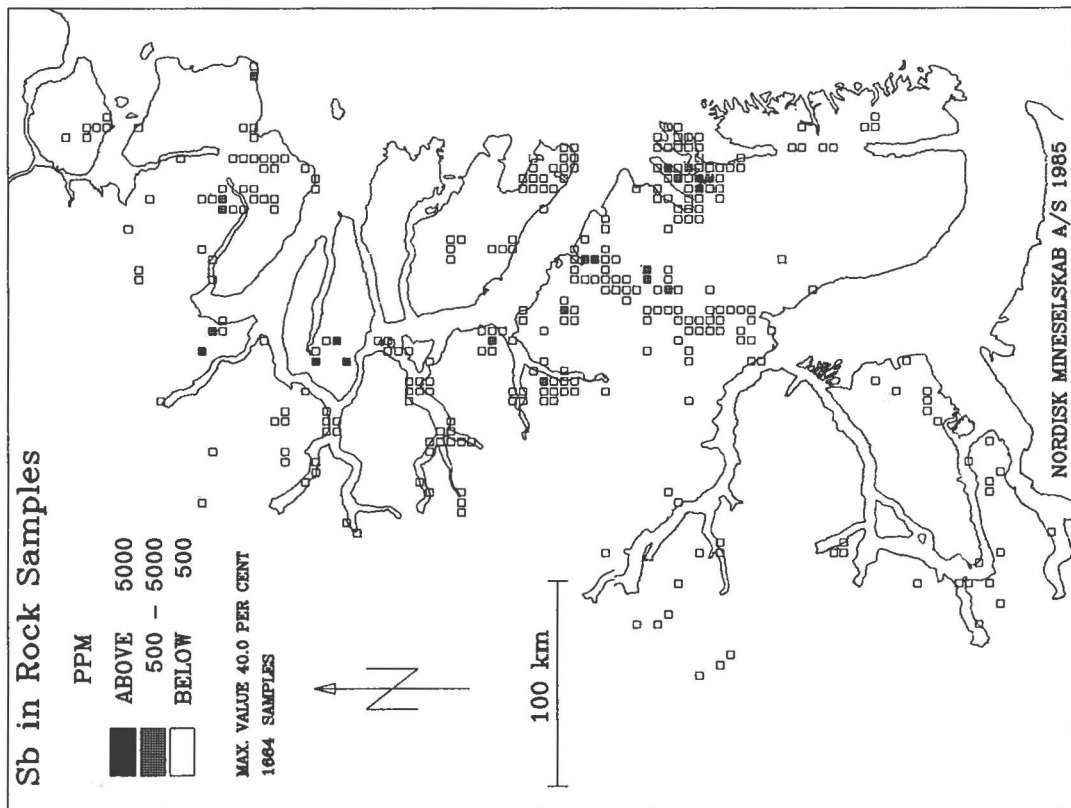 Sb in Rock Samples
PPM
ABOVE 5000
500 - 5000
BELOW 500
MAX. VALUE 40.0 PER CENT
1664 SAMPLES
N
100 km
NORDISK MINESELSKAB A/S 1985